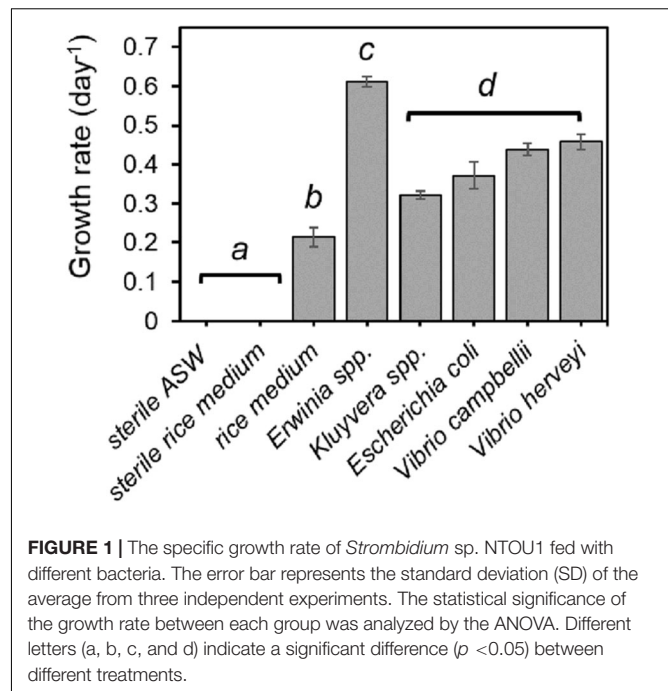 Growth rate (day-1)
0.7
0.6
0.5
0.4
0.3
0.2
0.1
0
a
b
c
d
sterile ASW
sterile rice medium
rice medium
Erwinia spp.
Kluyvera spp.
Escherichia coli
Vibrio campbellii
Vibrio herveyi
FIGURE 1 | The specific growth rate of Strombidium sp. NTOU1 fed with
different bacteria. The error bar represents the standard deviation (SD) of the
average from three independent experiments. The statistical significance of
the growth rate between each group was analyzed by the ANOVA. Different
letters (a, b, c, and d) indicate a significant difference (p <0.05) between
different treatments.